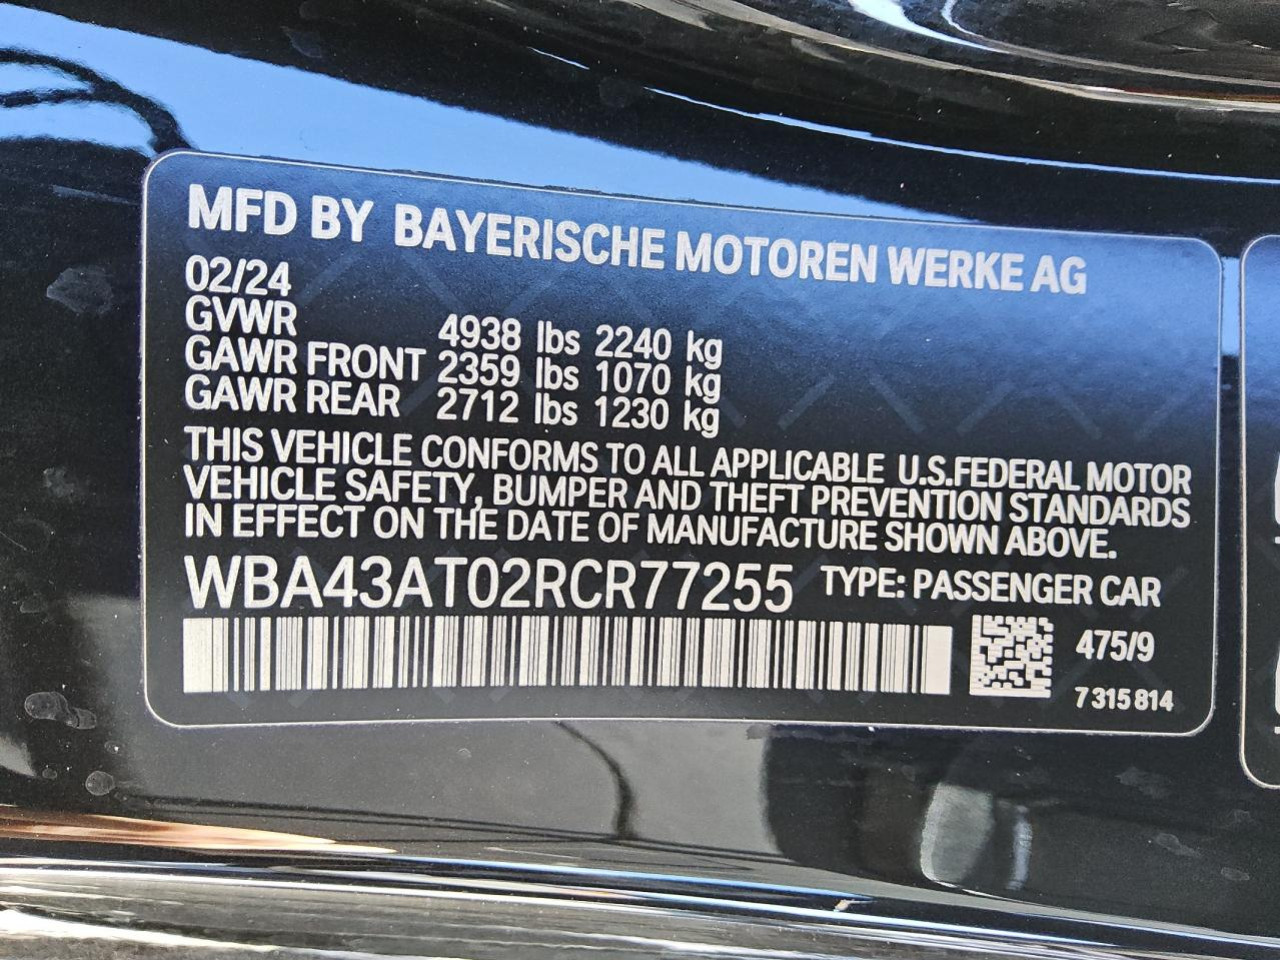 MFD BY BAYERISCHE MOTOREN WERKE AG
02/24
GVWR 4938 lbs 2240 kg
GAWR FRONT 2359 lbs 1070 kg
GAWR REAR 2712 lbs 1230 kg
THIS VEHICLE CONFORMS TO ALL APPLICABLE U.S.FEDERAL MOTOR
VEHICLE SAFETY, BUMPER AND THEFT PREVENTION STANDARDS
IN EFFECT ON THE DATE OF MANUFACTURE SHOWN ABOVE.
WBA43AT02RCR77255 TYPE: PASSENGER CAR
475/9
7 315 814